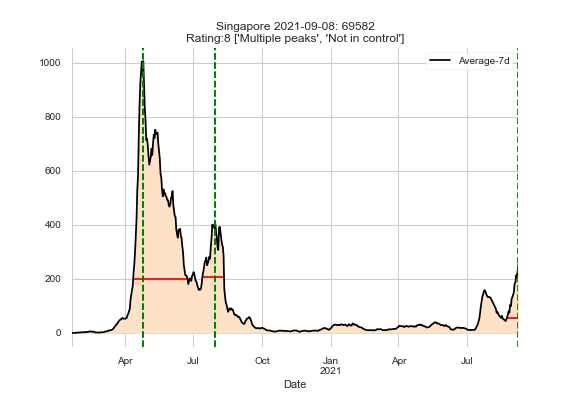 Singapore 2021-09-08: 69582
Rating:8 ['Multiple peaks', 'Not in control']
Average-7d
1000
800
600
400
200
0
Apr Jul Oct Jan Apr Jul
2021
Date